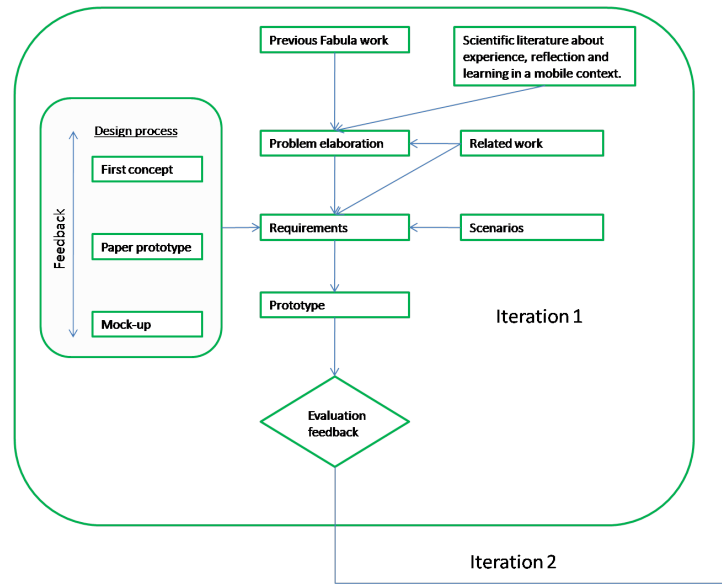 Previous Fabula work
Scientific literature about
experience, reflection and
learning in a mobile context.
Design process
Problem elaboration
Related work
First concept
Feedback
Requirements
Scenarios
Paper prototype
Prototype
Iteration 1
Mock-up
Evaluation
feedback
Iteration 2